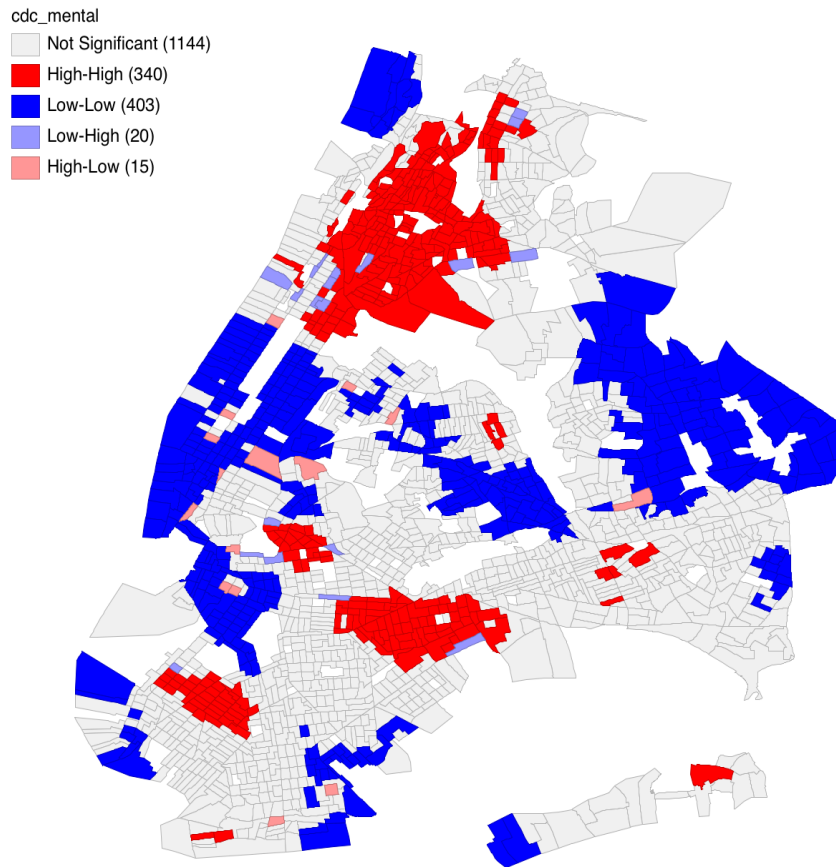 cdc_mental
Not Significant (1144)
High-High (340)
Low-Low (403)
Low-High (20)
High-Low (15)